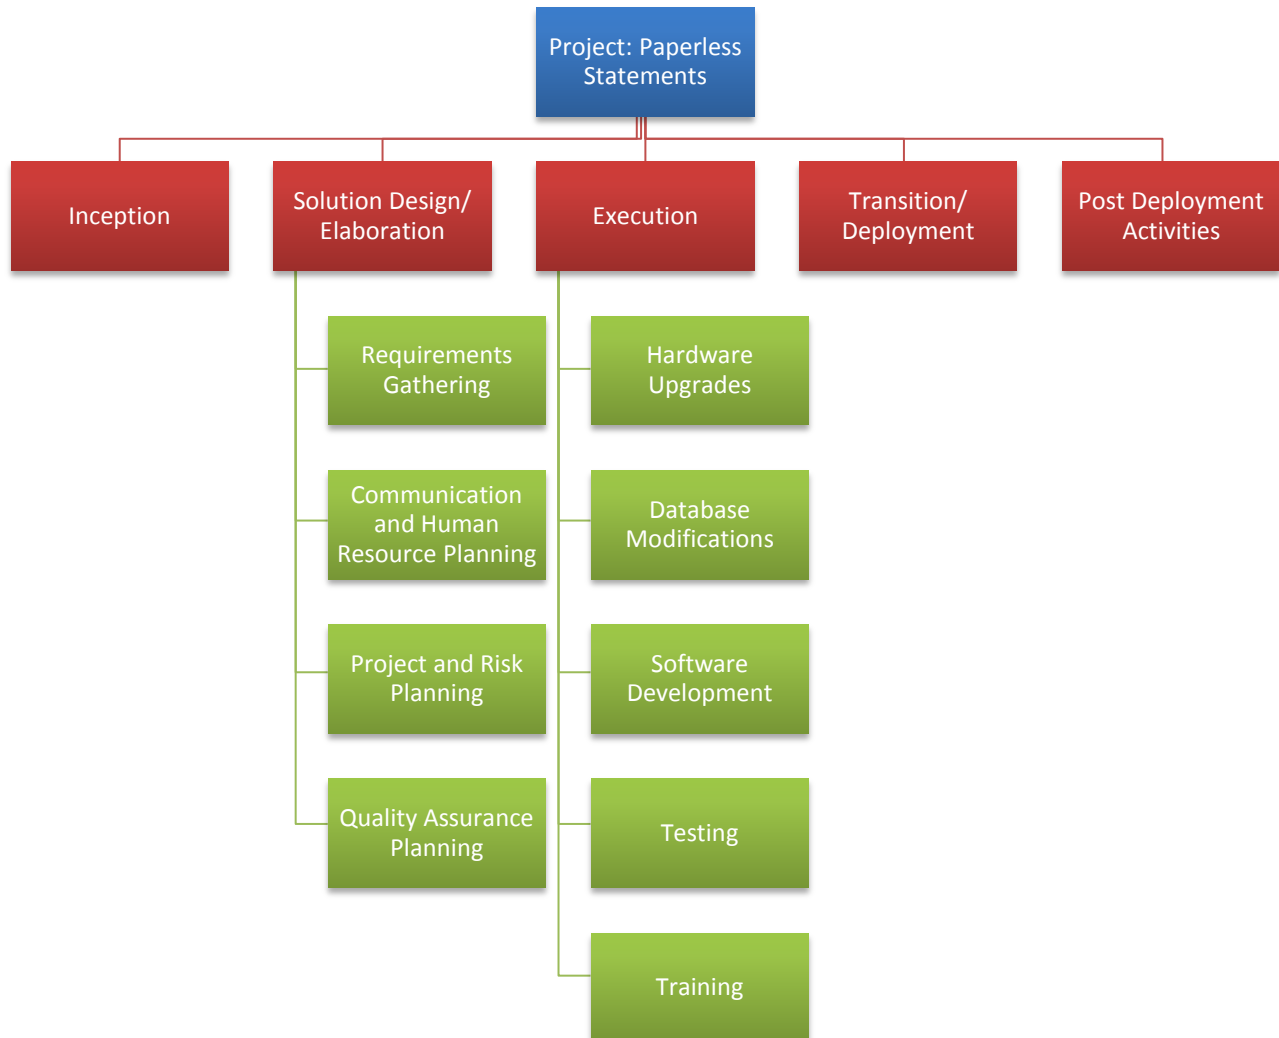 Project: Paperless
Statements
Inception
Solution Design/
Elaboration
Execution
Transition/
Deployment
Post Deployment
Activities
Requirements
Gathering
Communication
and Human
Resource Planning
Project and Risk
Planning
Quality Assurance
Planning
Hardware
Upgrades
Database
Modifications
Software
Development
Testing
Training